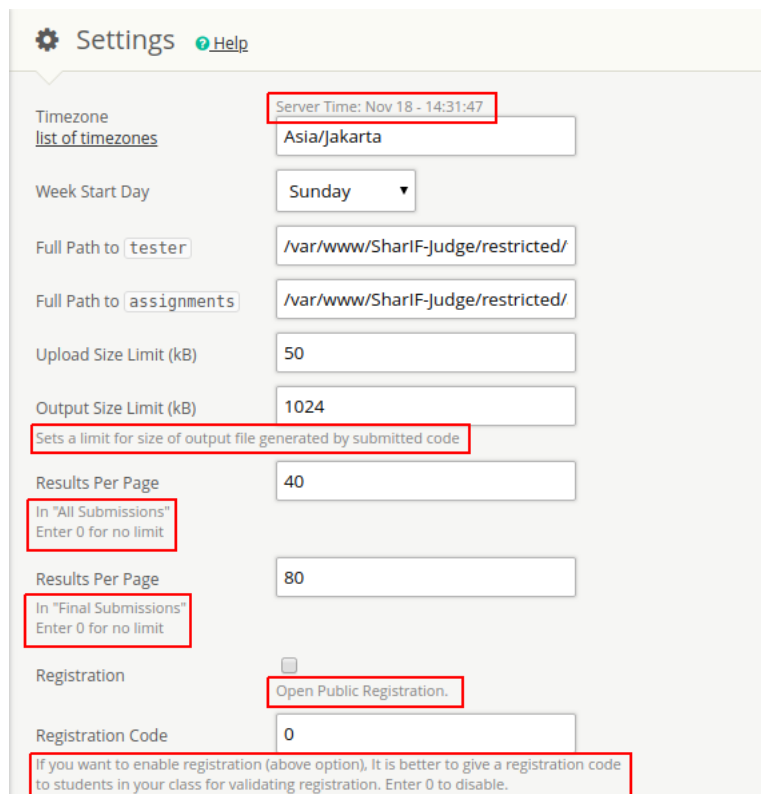 Settings Help
Server Time: Nov 18 - 14:31:47
Timezone
list of timezones
Asia/Jakarta
Week Start Day
Sunday
Full Path to tester
/var/www/SharIF-Judge/restricted/
Full Path to assignments
/var/www/SharIF-Judge/restricted/
Upload Size Limit (kB)
50
Output Size Limit (kB)
1024
Sets a limit for size of output file generated by submitted code
Results Per Page
40
In "All Submissions"
Enter 0 for no limit
Results Per Page
80
In "Final Submissions"
Enter 0 for no limit
Registration
Open Public Registration.
Registration Code
0
If you want to enable registration (above option), It is better to give a registration code
to students in your class for validating registration. Enter 0 to disable.